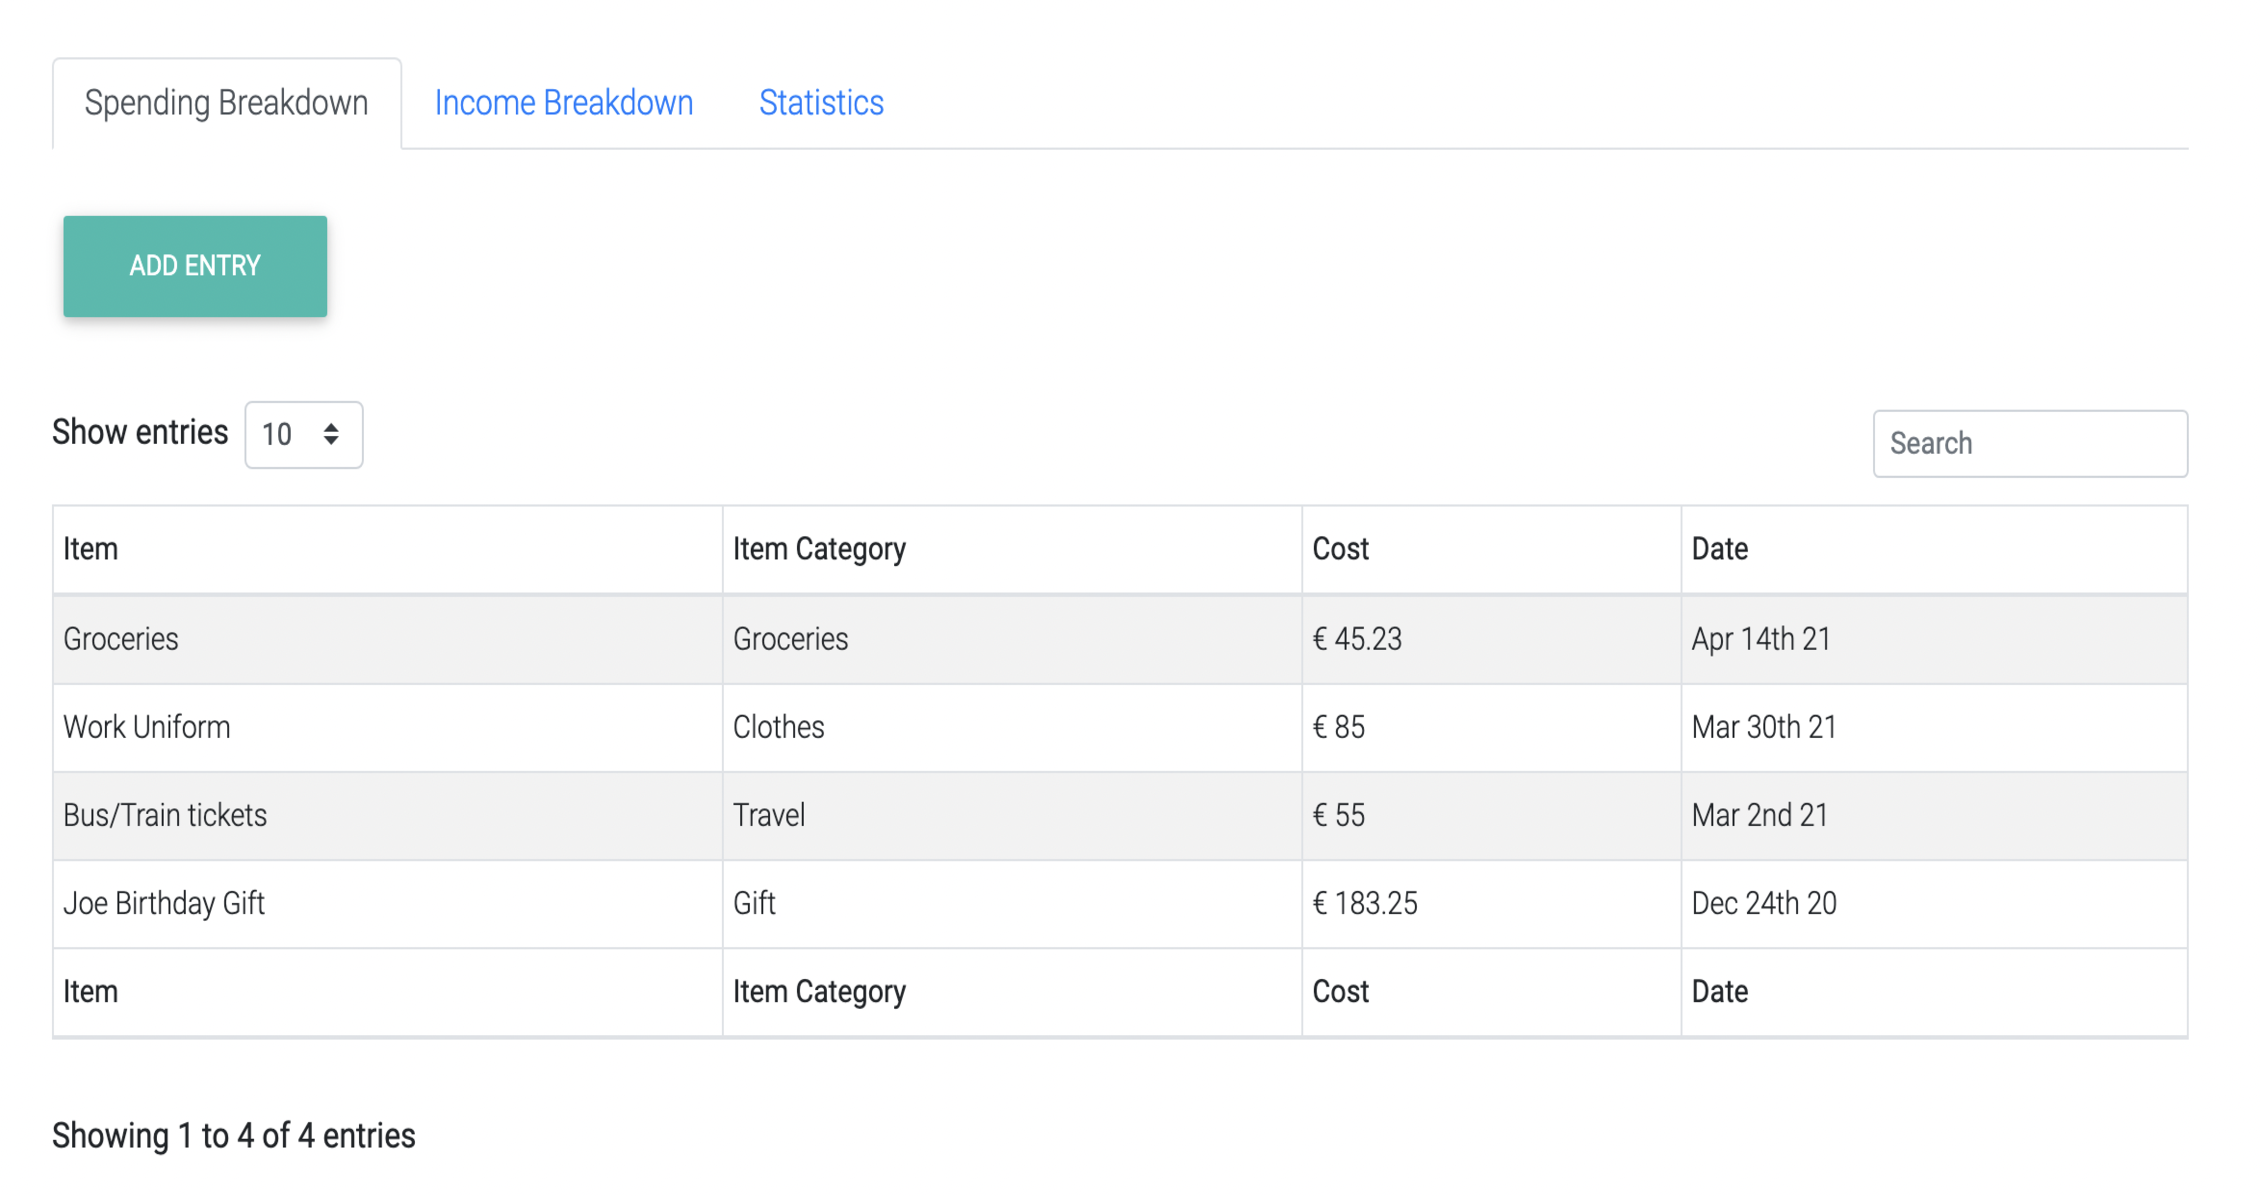 Spending Breakdown Income Breakdown Statistics
ADD ENTRY
Show entries 10 Search
Item Item Category Cost Date
Groceries Groceries € 45.23 Apr 14th 21
Work Uniform Clothes € 85 Mar 30th 21
Bus/Train tickets Travel € 55 Mar 2nd 21
Joe Birthday Gift Gift € 183.25 Dec 24th 20
Item Item Category Cost Date
Showing 1 to 4 of 4 entries